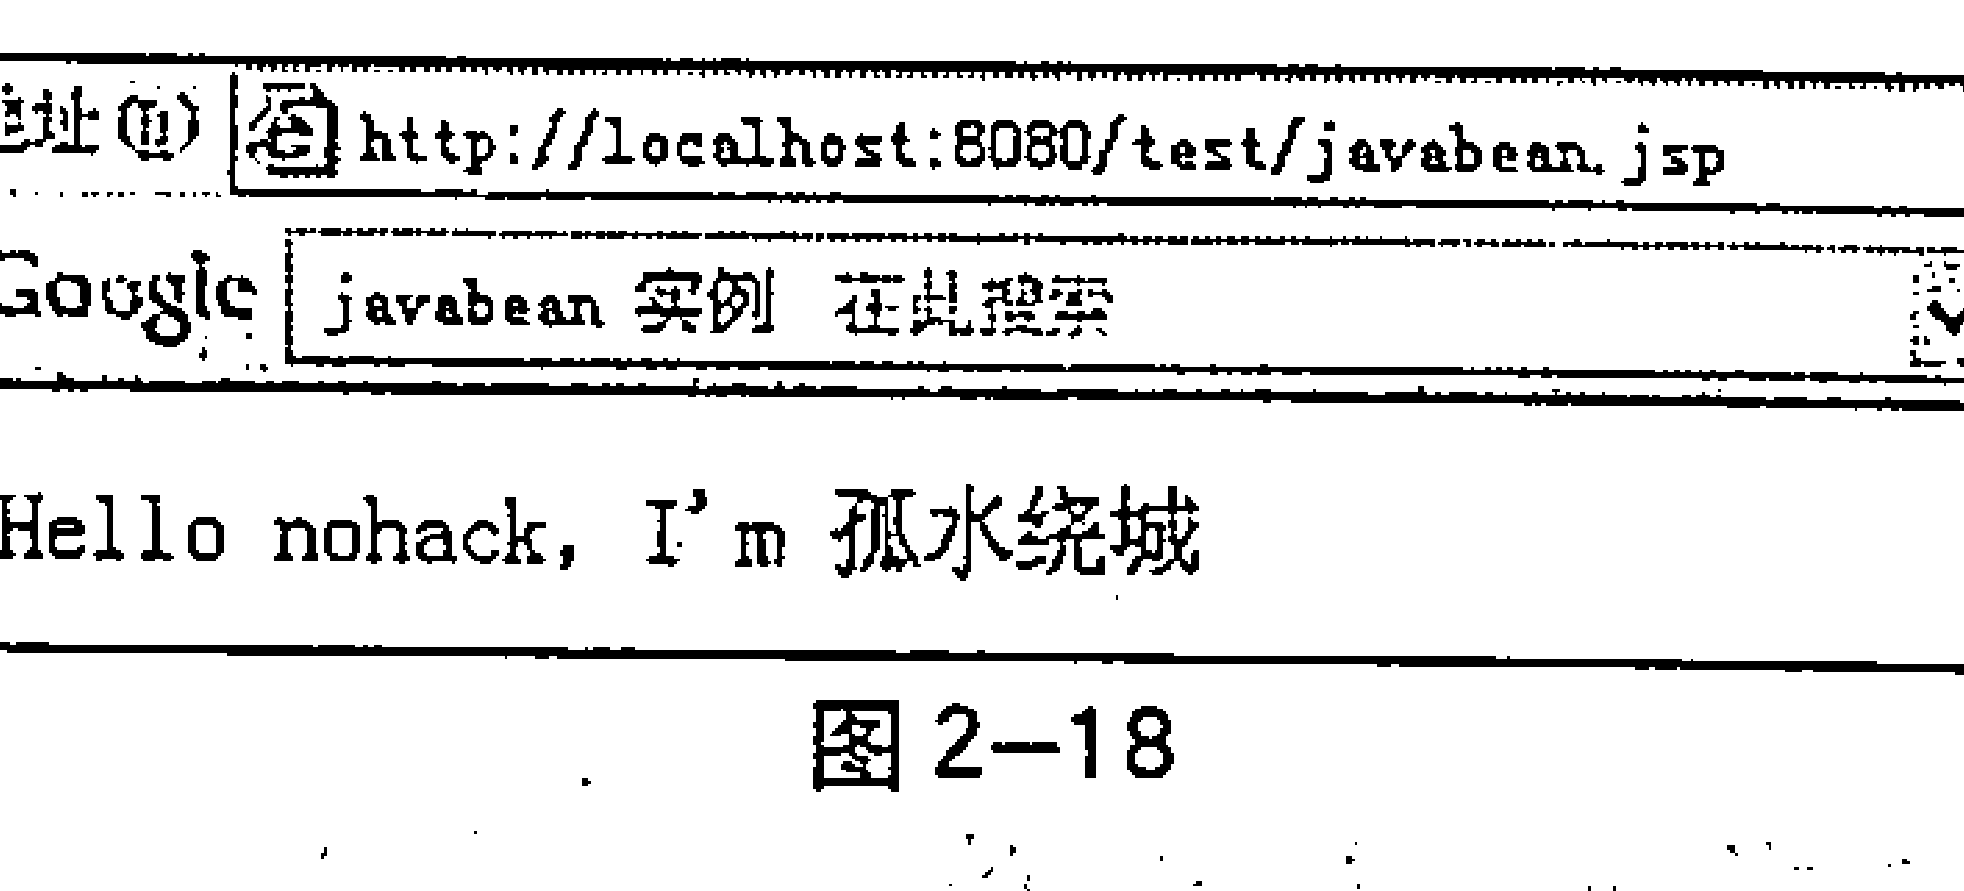 地址(D) http://localhost:8080/test/javabean.jsp
Google javabean 实例 在此搜索
Hello nohack, I'm 孤水绕城
图 2-18